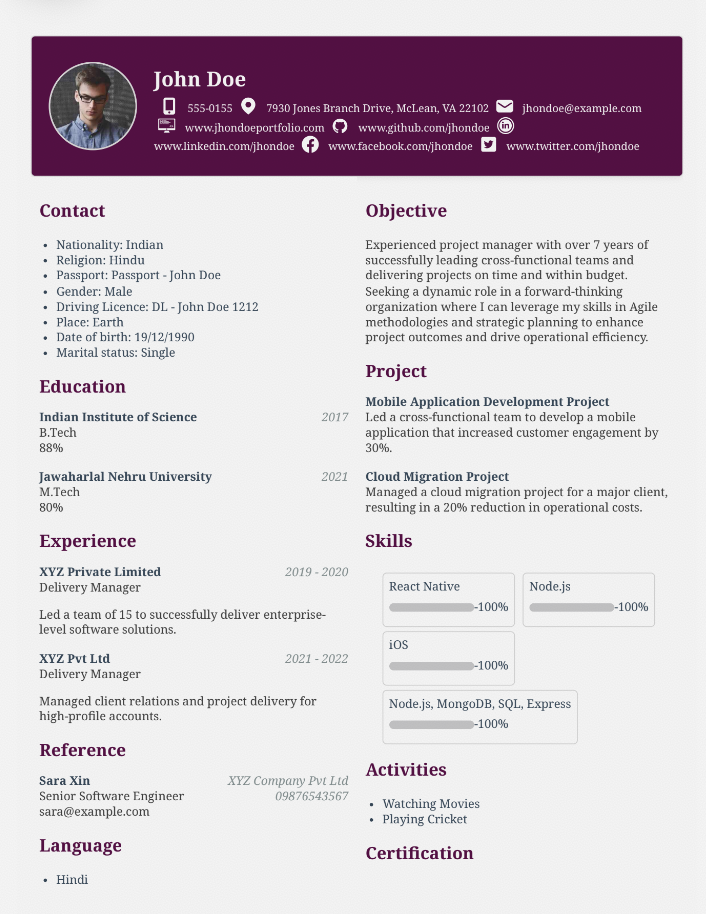 John Doe
555-0155 7930 Jones Branch Drive, McLean, VA 22102 jhondoe@example.com
www.jhondoeportfolio.com www.github.com/jhondoe in
www.linkedin.com/jhondoe www.facebook.com/jhondoe www.twitter.com/jhondoe
Contact
• Nationality: Indian
• Religion: Hindu
• Passport: Passport - John Doe
• Gender: Male
• Driving Licence: DL - John Doe 1212
• Place: Earth
• Date of birth: 19/12/1990
• Marital status: Single
Education
Indian Institute of Science 2017
B.Tech
88%
Jawaharlal Nehru University 2021
M.Tech
80%
Experience
XYZ Private Limited 2019 - 2020
Delivery Manager
Led a team of 15 to successfully deliver enterprise-
level software solutions.
XYZ Pvt Ltd 2021 - 2022
Delivery Manager
Managed client relations and project delivery for
high-profile accounts.
Reference
Sara Xin XYZ Company Pvt Ltd
Senior Software Engineer 09876543567
sara@example.com
Language
• Hindi
Objective
Experienced project manager with over 7 years of
successfully leading cross-functional teams and
delivering projects on time and within budget.
Seeking a dynamic role in a forward-thinking
organization where I can leverage my skills in Agile
methodologies and strategic planning to enhance
project outcomes and drive operational efficiency.
Project
Mobile Application Development Project
Led a cross-functional team to develop a mobile
application that increased customer engagement by
30%.
Cloud Migration Project
Managed a cloud migration project for a major client,
resulting in a 20% reduction in operational costs.
Skills
React Native Node.js
-100% -100%
iOS
-100%
Node.js, MongoDB, SQL, Express
-100%
Activities
• Watching Movies
• Playing Cricket
Certification